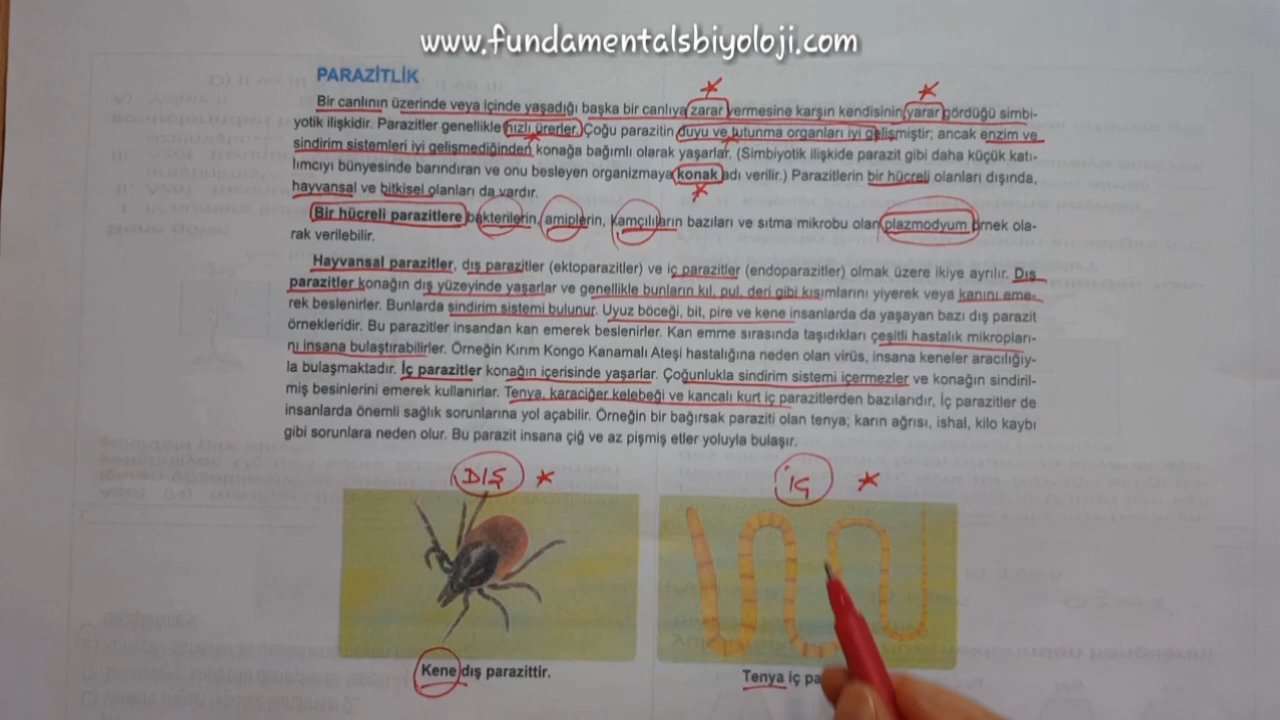 www.fundamentalsbiyoloji.com
PARAZİTLİK
Bir canlının üzerinde veya içinde yaşadığı başka bir canlıya zarar vermesine karşın kendisinin yarar gördüğü simbi-
yotik ilişkidir. Parazitler genellikle hızlı ürerler. Çoğu parazitin duyu ve tutunma organları iyi gelişmiştir; ancak enzim ve
sindirim sistemleri iyi gelişmediğinden konağa bağımlı olarak yaşarlar. (Simbiyotik ilişkide parazit gibi daha küçük katı-
lımcıyı bünyesinde barındıran ve onu besleyen organizmaya konak adı verilir.) Parazitlerin bir hücreli olanları dışında,
hayvansal ve bitkisel olanları da vardır.
Bir hücreli parazitlere bakterilerin, amiplerin, kamçılıların bazıları ve sıtma mikrobu olan plazmodyum örnek ola-
rak verilebilir.
Hayvansal parazitler, dış parazitler (ektoparazitler) ve iç parazitler (endoparazitler) olmak üzere ikiye ayrılır. Dış
parazitler konağın dış yüzeyinde yaşarlar ve genellikle bunların kıl, pul, deri gibi kısımlarını yiyerek veya kanını eme-
rek beslenirler. Bunlarda sindirim sistemi bulunur. Uyuz böceği, bit, pire ve kene insanlarda da yaşayan bazı dış parazit
örnekleridir. Bu parazitler insandan kan emerek beslenirler. Kan emme sırasında taşıdıkları çeşitli hastalık mikropları-
nı insana bulaştırabilirler. Örneğin Kırım Kongo Kanamalı Ateşi hastalığına neden olan virüs, insana keneler aracılığıy-
la bulaşmaktadır. İç parazitler konağın içerisinde yaşarlar. Çoğunlukla sindirim sistemi içermezler ve konağın sindiril-
miş besinlerini emerek kullanırlar. Tenya, karaciğer kelebeği ve kancalı kurt iç parazitlerden bazılarıdır. İç parazitler de
insanlarda önemli sağlık sorunlarına yol açabilir. Örneğin bir bağırsak paraziti olan tenya; karın ağrısı, ishal, kilo kaybı
gibi sorunlara neden olur. Bu parazit insana çiğ ve az pişmiş etler yoluyla bulaşır.
DIŞ
İÇ
Kene dış parazittir.
Tenya iç pa